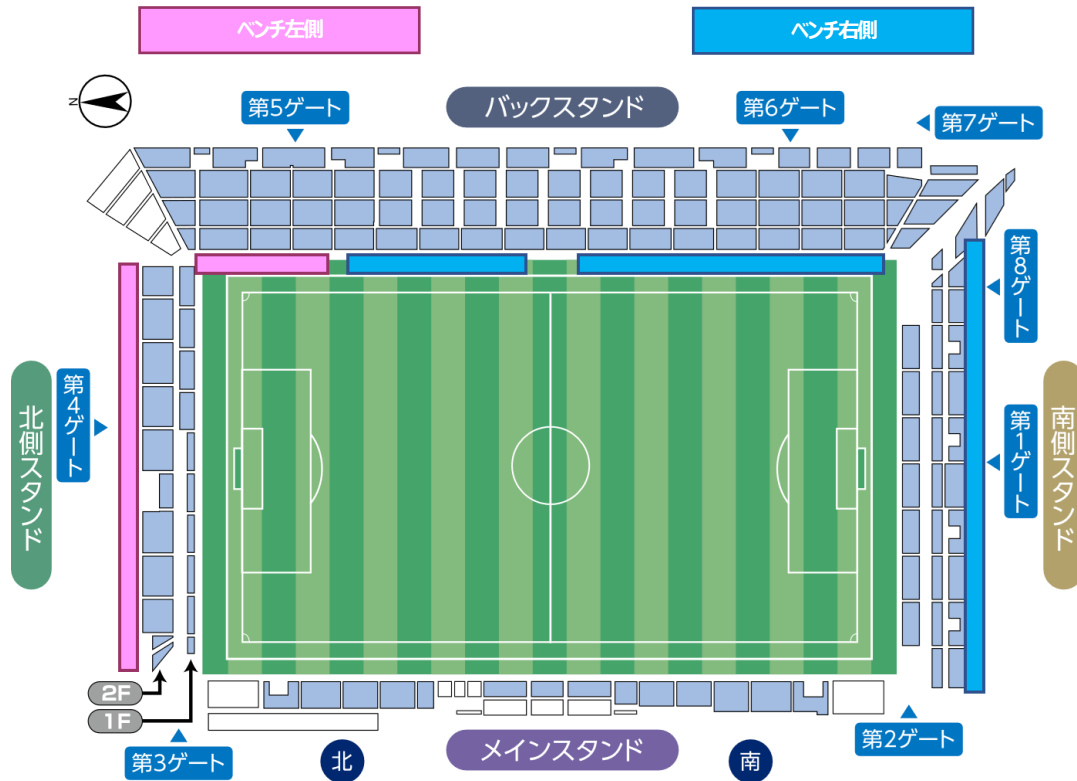 ベンチ左側
ベンチ右側
N
第5ゲート
バックスタンド
第6ゲート
第7ゲート
第8ゲート
北側スタンド
第4ゲート
第1ゲート
南側スタンド
2F
1F
第3ゲート
北
メインスタンド
南
第2ゲート